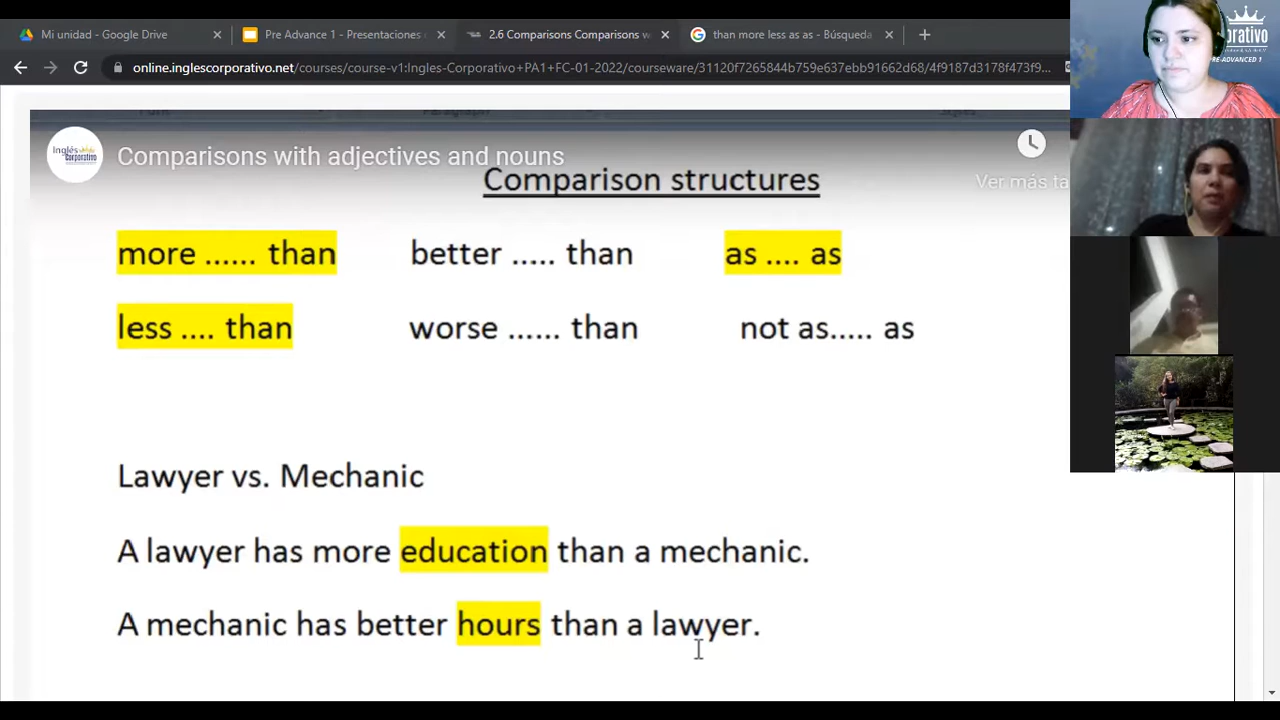 Mi unidad - Google Drive
Pre Advance 1 - Presentaciones
2.6 Comparisons Comparisons w
than more less as as - Búsqueda
online.inglescorporativo.net/courses/course-v1:Ingles-Corporativo
FC-01-2022/courseware/31120f7265844b759e637ebb91662d68/4f9187d3178f473f9...
orativo
PRE-ADVANCED 1
Inglés
Corporativo
Comparisons with adjectives and nouns
Ver más ta
Comparison structures
more ...... than better ..... than as .... as
less .... than worse ...... than not as..... as
Lawyer vs. Mechanic
A lawyer has more education than a mechanic.
A mechanic has better hours than a lawyer.